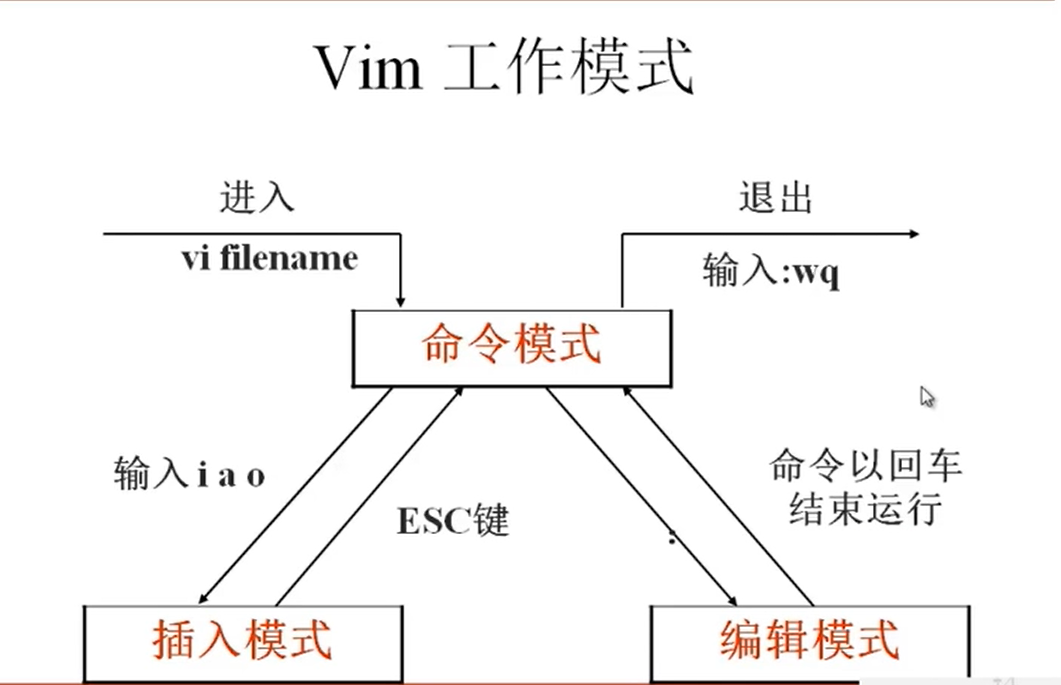 Vim 工作模式
进入
vi filename
退出
输入:wq
命令模式
输入 i a o
ESC键
:
命令以回车
结束运行
插入模式
编辑模式